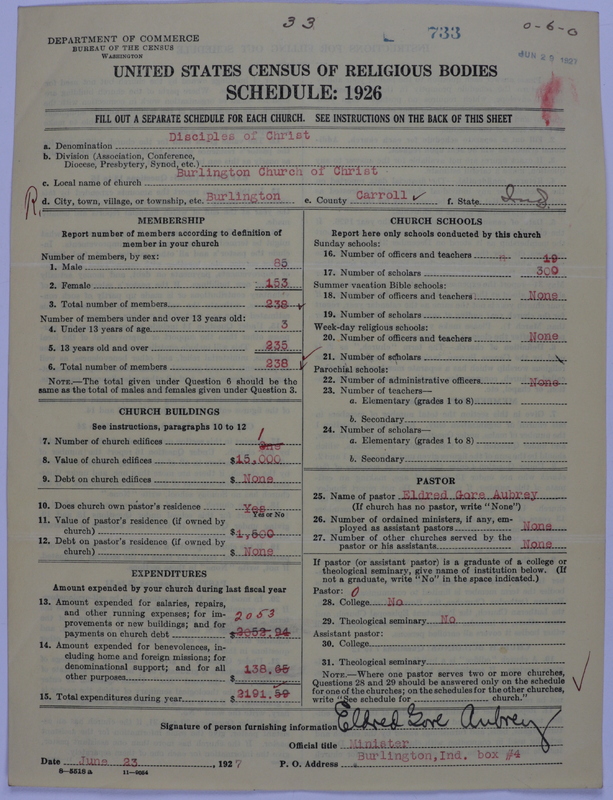 33
733
0-6-0
DEPARTMENT OF COMMERCE
BUREAU OF THE CENSUS
WASHINGTON
JUN 25 1927
UNITED STATES CENSUS OF RELIGIOUS BODIES
SCHEDULE: 1926
FILL OUT A SEPARATE SCHEDULE FOR EACH CHURCH. SEE INSTRUCTIONS ON THE BACK OF THIS SHEET
a. Denomination Disciples of Christ
b. Division (Association, Conference,
Diocese, Presbytery, Synod, etc.)
c. Local name of church Burlington Church of Christ
R. d. City, town, village, or township, etc. Burlington e. County Carroll ✓ f. State Ind.
MEMBERSHIP
Report number of members according to definition of
member in your church
Number of members, by sex:
1. Male 85
2. Female 153
3. Total number of members 238 ✓
Number of members under and over 13 years old:
4. Under 13 years of age 3
5. 13 years old and over 235
6. Total number of members 238 ✓
NOTE.—The total given under Question 6 should be the
same as the total of males and females given under Question 3.
CHURCH BUILDINGS
See instructions, paragraphs 10 to 12
7. Number of church edifices One 1
8. Value of church edifices $15,000
9. Debt on church edifices $ None
10. Does church own pastor's residence Yes
Yes or No
11. Value of pastor's residence (if owned by
church) $1,500
12. Debt on pastor's residence (if owned by
church) $ None
EXPENDITURES
Amount expended by your church during last fiscal year
13. Amount expended for salaries, repairs,
and other running expenses; for im- 2053
provements or new buildings; and for
payments on church debt $2052.94
14. Amount expended for benevolences, in-
cluding home and foreign missions; for
denominational support; and for all
other purposes $ 138.65
15. Total expenditures during year $2191.59
CHURCH SCHOOLS
Report here only schools conducted by this church
Sunday schools:
16. Number of officers and teachers 19
17. Number of scholars 300
Summer vacation Bible schools:
18. Number of officers and teachers None
19. Number of scholars
Week-day religious schools:
20. Number of officers and teachers None
21. Number of scholars
Parochial schools:
22. Number of administrative officers None
23. Number of teachers—
a. Elementary (grades 1 to 8)
b. Secondary
24. Number of scholars—
a. Elementary (grades 1 to 8)
b. Secondary
PASTOR
25. Name of pastor Eldred Gore Aubrey
(If church has no pastor, write "None")
26. Number of ordained ministers, if any, em-
ployed as assistant pastors None
27. Number of other churches served by the
pastor or his assistants None
If pastor (or assistant pastor) is a graduate of a college or
theological seminary, give name of institution below. (If
not a graduate, write "No" in the space indicated.)
Pastor: 0
28. College No
29. Theological seminary No
Assistant pastor:
30. College
31. Theological seminary
NOTE.—Where one pastor serves two or more churches,
Questions 28 and 29 should be answered only on the schedule
for one of the churches; on the schedules for the other churches,
write "See schedule for church." ✓
Signature of person furnishing information Eldred Gore Aubrey
Official title Minister
Date June 23, 1927 P. O. Address Burlington, Ind. box #4
8-5518 a 11-9654